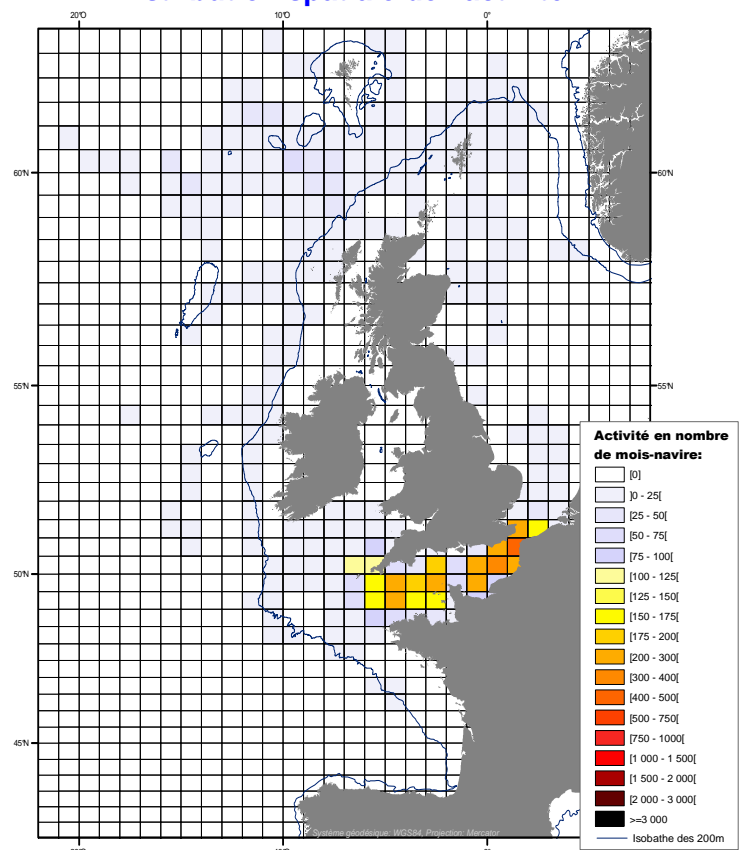 20°0'
10°0'
0°
60°N
60°N
55°N
55°N
50°N
45°N
Activité en nombre
de mois-navire:
[0]
]0 - 25[
[25 - 50[
[50 - 75[
[75 - 100[
[100 - 125[
[125 - 150[
[150 - 175[
[175 - 200[
[200 - 300[
[300 - 400[
[400 - 500[
[500 - 750[
[750 - 1000[
[1 000 - 1 500[
[1 500 - 2 000[
[2 000 - 3 000[
>=3 000
Isobathe des 200m
Système géodésique: WGS84, Projection: Mercator